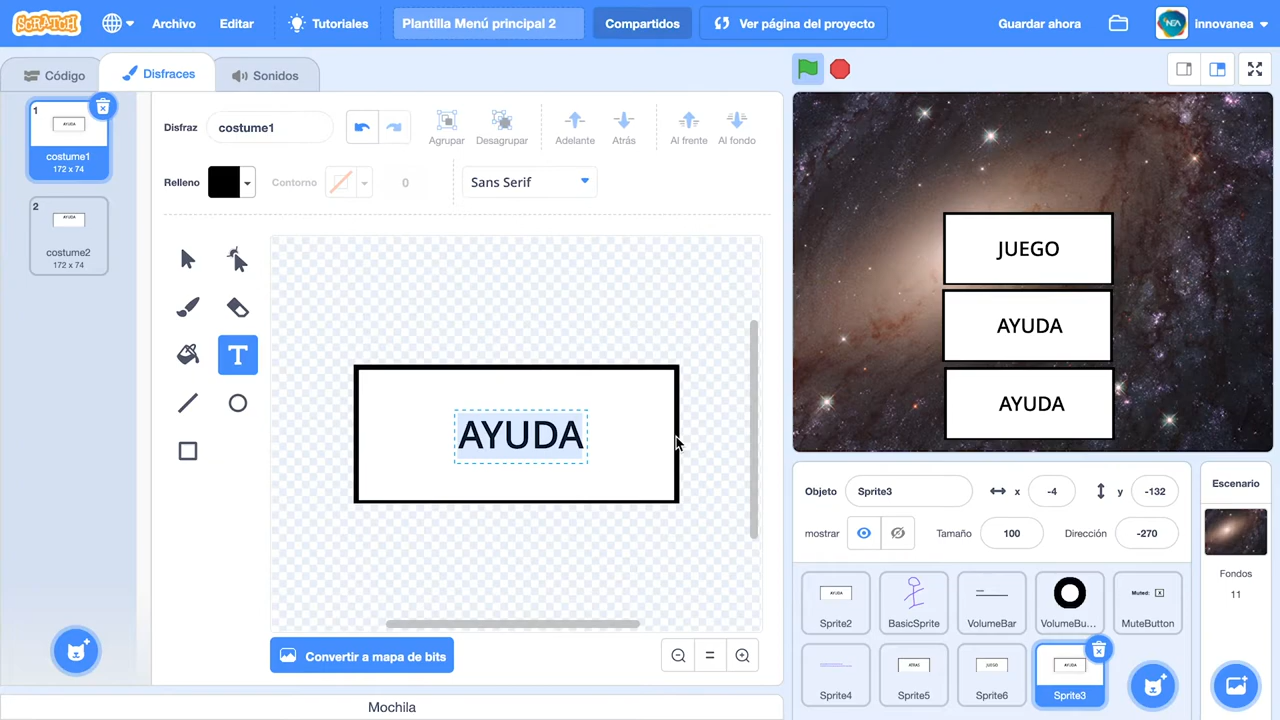 SCRATCH
Archivo
Editar
Tutoriales
Plantilla Menú principal 2
Compartidos
Ver página del proyecto
Guardar ahora
innovanea
Código
Disfraces
Sonidos
1
AYUDA
costume1
172 x 74
2
AYUDA
costume2
172 x 74
Disfraz
costume1
Agrupar
Desagrupar
Adelante
Atrás
Al frente
Al fondo
Relleno
Contorno
0
Sans Serif
T
AYUDA
Convertir a mapa de bits
Mochila
JUEGO
AYUDA
AYUDA
Objeto
Sprite3
x
-4
y
-132
mostrar
Tamaño
100
Dirección
-270
Escenario
Fondos
11
AYUDA
Sprite2
BasicSprite
VolumeBar
VolumeBu...
Muted: X
MuteButton
Sprite4
ATRAS
Sprite5
JUEGO
Sprite6
AYUDA
Sprite3